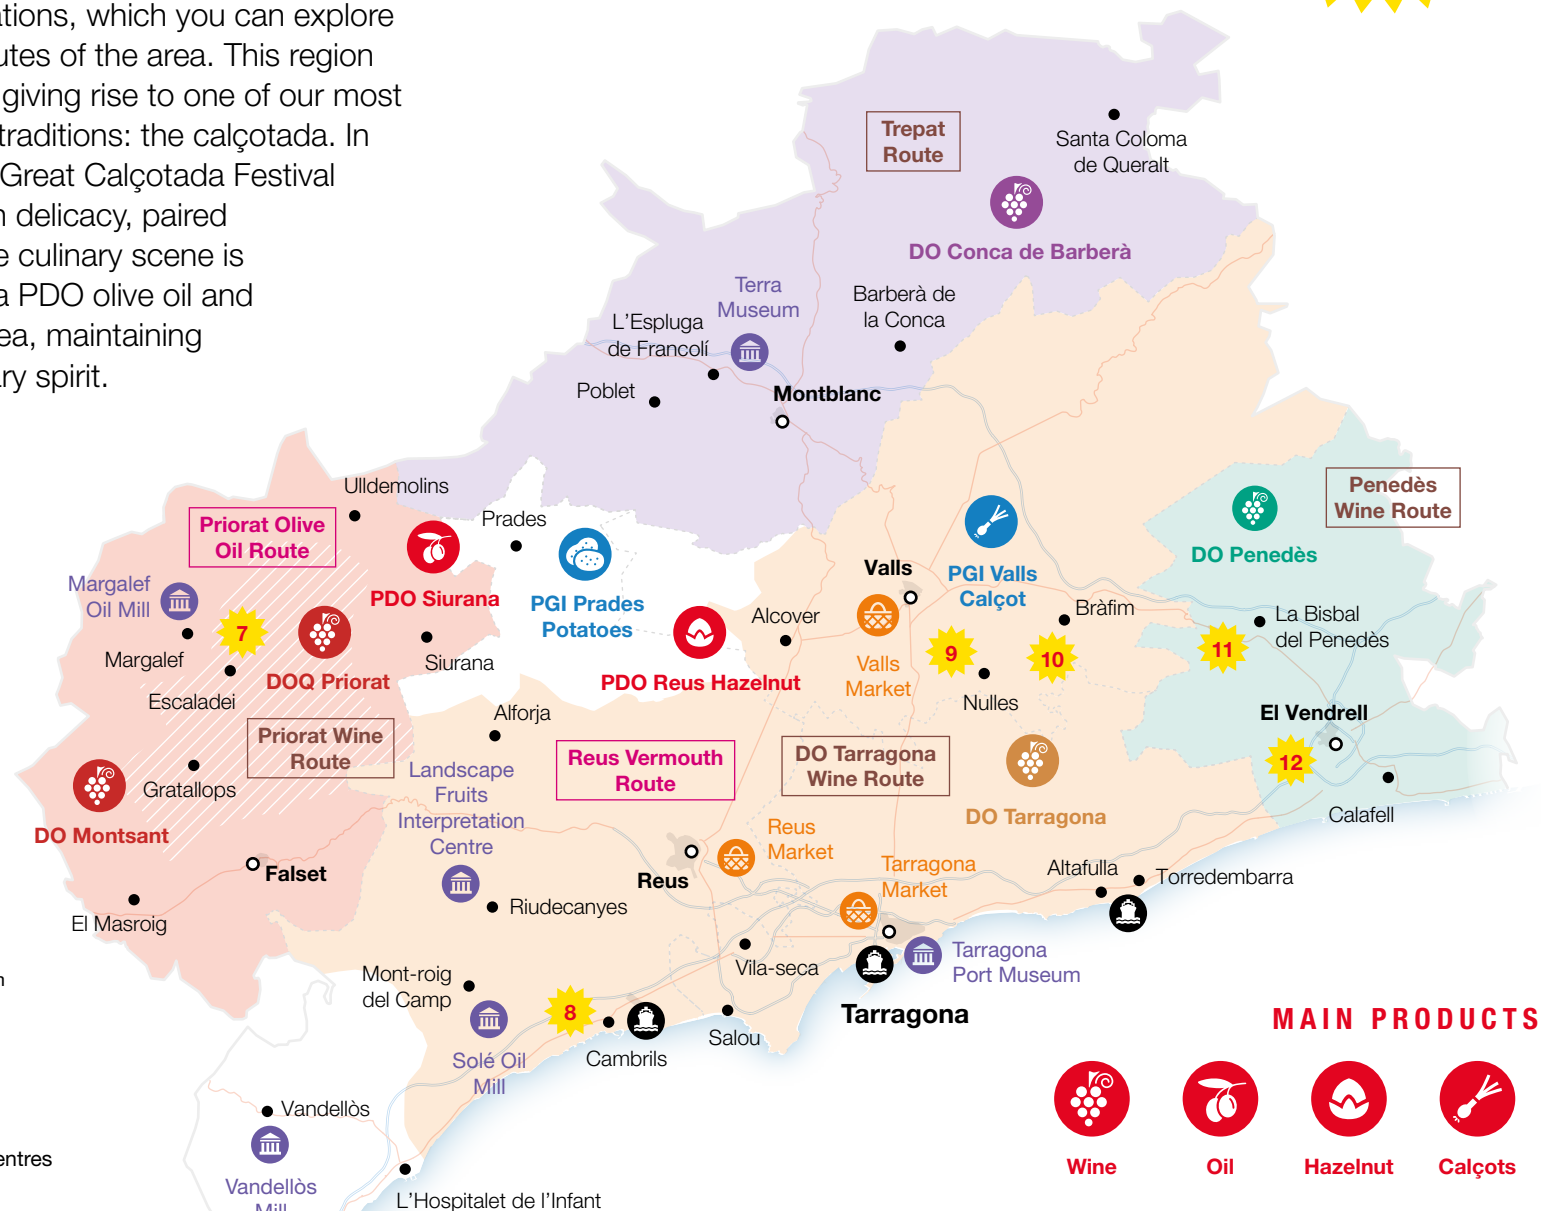 ations, which you can explore
utes of the area. This region
giving rise to one of our most
traditions: the calçotada. In
Great Calçotada Festival
n delicacy, paired
e culinary scene is
a PDO olive oil and
ea, maintaining
ry spirit.
Trepat
Route
Santa Coloma
de Queralt
DO Conca de Barberà
Terra
Museum
Barberà de
la Conca
L'Espluga
de Francolí
Poblet
Montblanc
Ulldemolins
Priorat Olive
Oil Route
Prades
Penedès
Wine Route
DO Penedès
Valls
PGI Valls
Calçot
Margalef
Oil Mill
PDO Siurana
PGI Prades
Potatoes
Alcover
Bràfim
La Bisbal
del Penedès
7
Margalef
Siurana
DOQ Priorat
PDO Reus Hazelnut
Valls
Market
9
10
11
Escaladei
Nulles
Alforja
El Vendrell
Priorat Wine
Route
Reus Vermouth
Route
DO Tarragona
Wine Route
12
Landscape
Fruits
Interpretation
Centre
Gratallops
Calafell
DO Montsant
DO Tarragona
Reus
Market
Falset
Reus
Tarragona
Market
Altafulla
Torredembarra
Riudecanyes
El Masroig
Mont-roig
del Camp
Vila-seca
Tarragona
Port Museum
n
8
Tarragona
Salou
Cambrils
Solé Oil
Mill
MAIN PRODUCTS
Wine
Oil
Hazelnut
Calçots
Vandellòs
entres
Vandellòs
Mill
L'Hospitalet de l'Infant